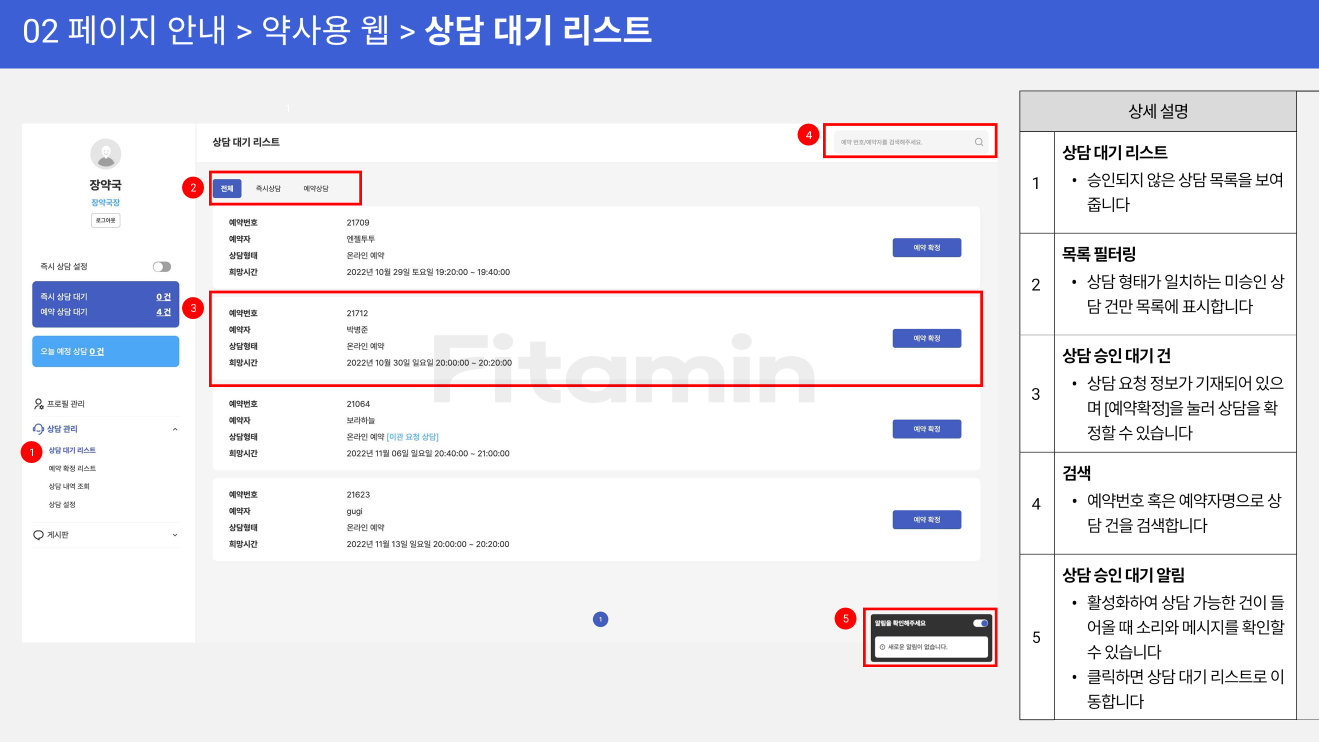 02 페이지 안내 > 약사용 웹 > 상담 대기 리스트
1
장약국
장약국장
로그아웃
즉시 상담 설정
즉시 상담 대기 0 건
예약 상담 대기 4 건
오늘 예정 상담 0 건
프로필 관리
상담 관리
1
상담 대기 리스트
예약 확정 리스트
상담 내역 조회
상담 설정
게시판
상담 대기 리스트
4
예약 번호/예약자를 검색해주세요.
2
전체 즉시상담 예약상담
예약번호 21709
예약자 엔젤투투
상담형태 온라인 예약
희망시간 2022년 10월 29일 토요일 19:20:00 ~ 19:40:00
예약 확정
3
예약번호 21712
예약자 박병준
상담형태 온라인 예약
희망시간 2022년 10월 30일 일요일 20:00:00 ~ 20:20:00
예약 확정
Fitamin
예약번호 21064
예약자 보라하늘
상담형태 온라인 예약 [이관 요청 상담]
희망시간 2022년 11월 06일 일요일 20:40:00 ~ 21:00:00
예약 확정
예약번호 21623
예약자 gugi
상담형태 온라인 예약
희망시간 2022년 11월 13일 일요일 20:00:00 ~ 20:20:00
예약 확정
1
5
알림을 확인해주세요
새로운 알림이 없습니다.
상세 설명
1
상담 대기 리스트
• 승인되지 않은 상담 목록을 보여
줍니다
2
목록 필터링
• 상담 형태가 일치하는 미승인 상
담 건만 목록에 표시합니다
3
상담 승인 대기 건
• 상담 요청 정보가 기재되어 있으
며 [예약확정]을 눌러 상담을 확
정할 수 있습니다
4
검색
• 예약번호 혹은 예약자명으로 상
담 건을 검색합니다
5
상담 승인 대기 알림
• 활성화하여 상담 가능한 건이 들
어올 때 소리와 메시지를 확인할
수 있습니다
• 클릭하면 상담 대기 리스트로 이
동합니다